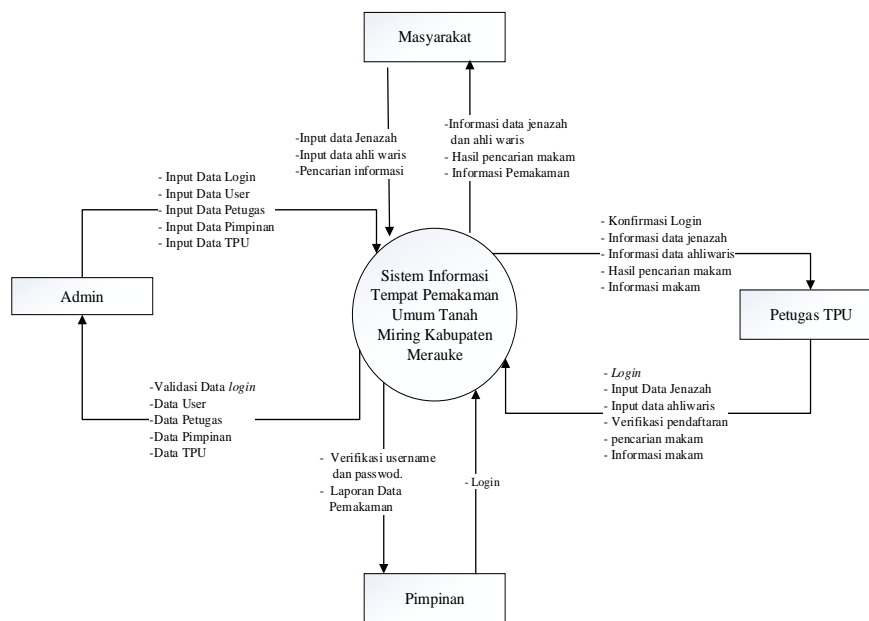 Masyarakat
-Input data Jenazah
-Input data ahli waris
-Pencarian informasi
-Informasi data jenazah
dan ahli waris
- Hasil pencarian makam
- Informasi Pemakaman
- Input Data Login
- Input Data User
- Input Data Petugas
- Input Data Pimpinan
- Input Data TPU
- Konfirmasi Login
- Informasi data jenazah
- Informasi data ahliwaris
- Hasil pencarian makam
- Informasi makam
Admin
Sistem Informasi
Tempat Pemakaman
Umum Tanah
Miring Kabupaten
Merauke
Petugas TPU
-Validasi Data login
-Data User
-Data Petugas
-Data Pimpinan
-Data TPU
- Login
- Input Data Jenazah
- Input data ahliwaris
- Verifikasi pendaftaran
- pencarian makam
- Informasi makam
- Verifikasi username
dan passwod.
- Laporan Data
Pemakaman
- Login
Pimpinan